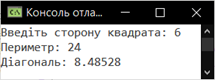 Консоль отла
Введіть сторону квадрата: 6
Периметр: 24
Діагональ: 8.48528